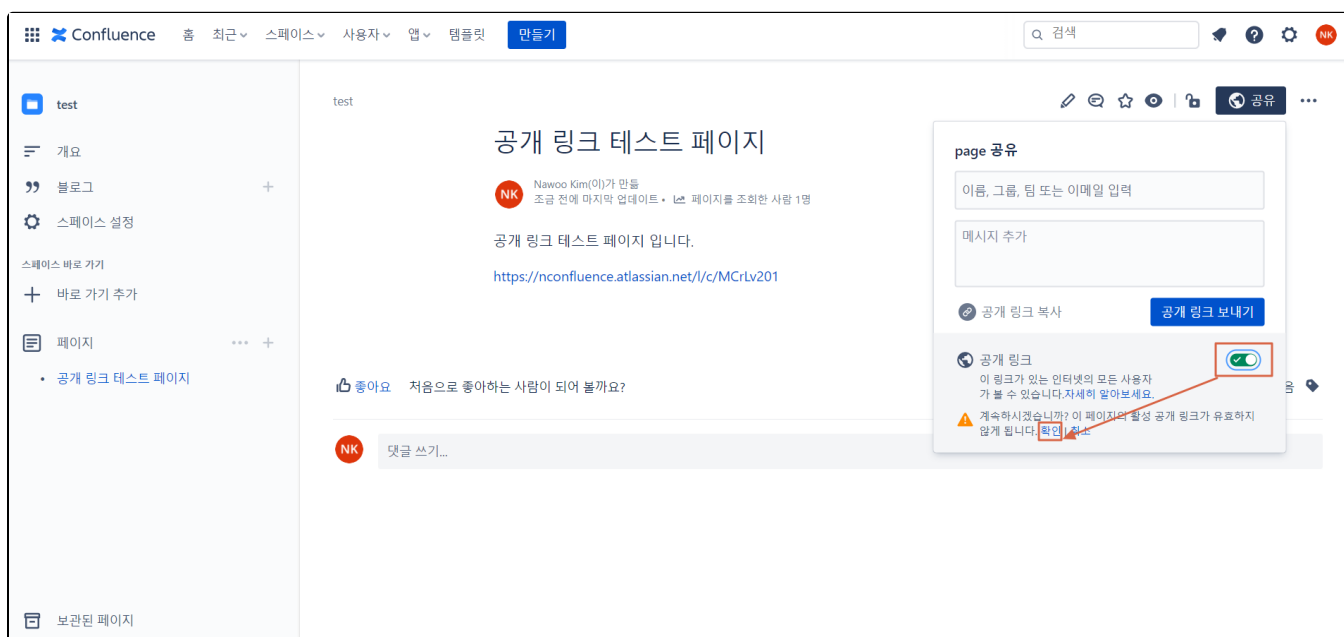 Confluence 홈 최근 스페이스 사용자 앱 템플릿 만들기 검색 NK
test
개요
블로그
스페이스 설정
스페이스 바로 가기
바로 가기 추가
페이지
공개 링크 테스트 페이지
보관된 페이지
test
공유
공개 링크 테스트 페이지
NK
Nawoo Kim(이)가 만듦
조금 전에 마지막 업데이트 • 페이지를 조회한 사람 1명
공개 링크 테스트 페이지 입니다.
https://nconfluence.atlassian.net/l/c/MCrLv201
좋아요 처음으로 좋아하는 사람이 되어 볼까요?
음
NK
댓글 쓰기...
page 공유
이름, 그룹, 팀 또는 이메일 입력
메시지 추가
공개 링크 복사 공개 링크 보내기
공개 링크
이 링크가 있는 인터넷의 모든 사용자
가 볼 수 있습니다.자세히 알아보세요.
계속하시겠습니까? 이 페이지의 활성 공개 링크가 유효하지
않게 됩니다. 확인 | 취소